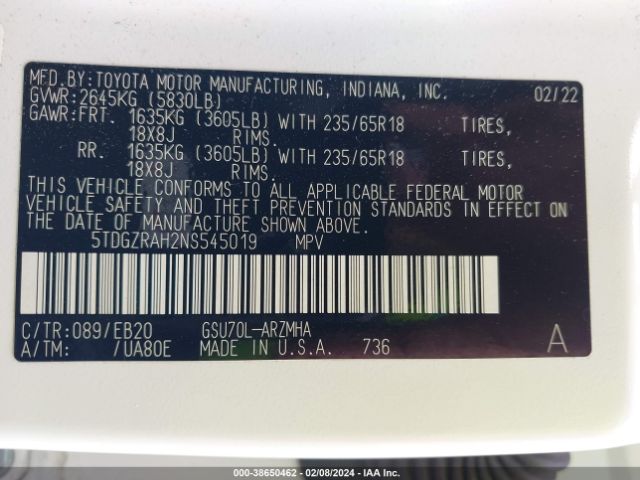 MFD.BY:TOYOTA MOTOR MANUFACTURING, INDIANA, INC. 02/22
GVWR:2645KG (5830LB)
GAWR:FRT. 1635KG (3605LB) WITH 235/65R18 TIRES,
18X8J RIMS.
RR. 1635KG (3605LB) WITH 235/65R18 TIRES,
18X8J RIMS.
THIS VEHICLE CONFORMS TO ALL APPLICABLE FEDERAL MOTOR
VEHICLE SAFETY AND THEFT PREVENTION STANDARDS IN EFFECT ON
THE DATE OF MANUFACTURE SHOWN ABOVE.
5TDGZRAH2NS545019 MPV
C/TR:089/EB20 GSU70L-ARZMHA
A/TM: /UA80E MADE IN U.S.A. 736 A
000-38650462 - 02/08/2024 - IAA Inc.